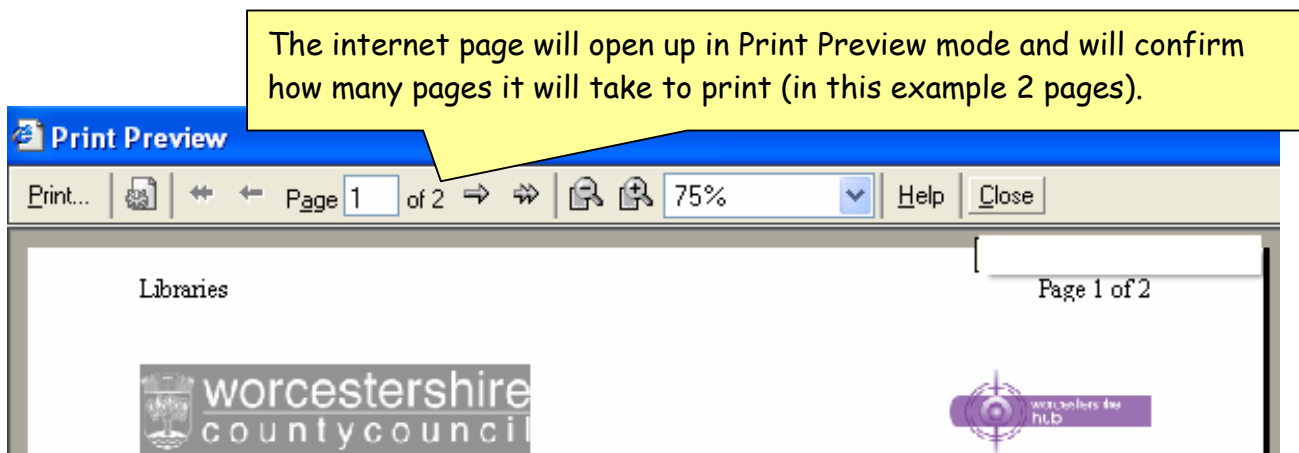 The internet page will open up in Print Preview mode and will confirm
how many pages it will take to print (in this example 2 pages).
Print Preview
Print... Page 1 of 2 75% Help Close
Libraries Page 1 of 2
worcestershire
countycouncil
hub